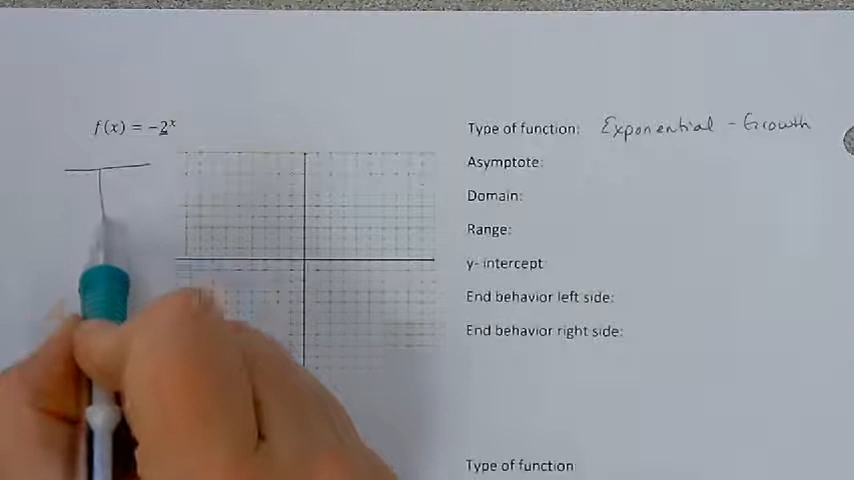 f(x) = −2ˣ
Type of function: Exponential - Growth
Asymptote:
Domain:
Range:
y- intercept
End behavior left side:
End behavior right side:
Type of function